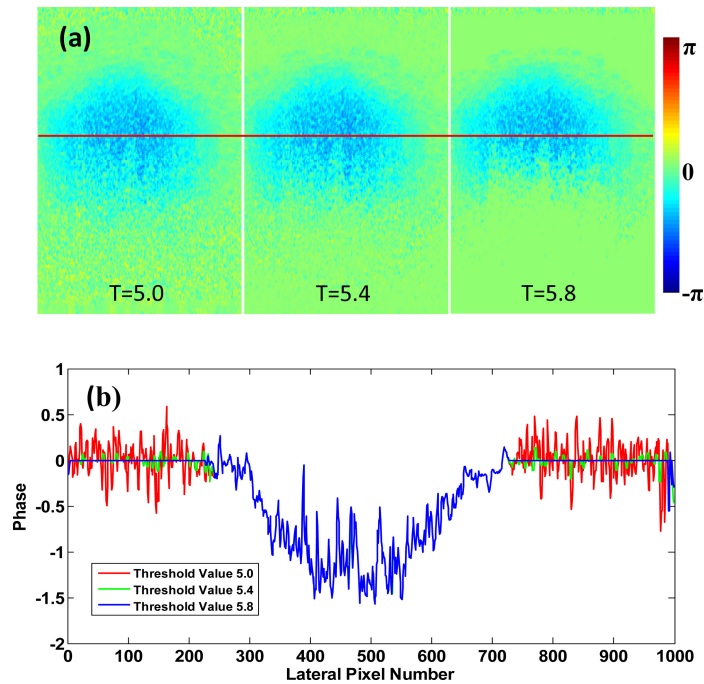 (a)
π
0
-π
T=5.0
T=5.4
T=5.8
(b)
1
0.5
0
-0.5
-1
-1.5
-2
Phase
Threshold Value 5.0
Threshold Value 5.4
Threshold Value 5.8
0 100 200 300 400 500 600 700 800 900 1000
Lateral Pixel Number